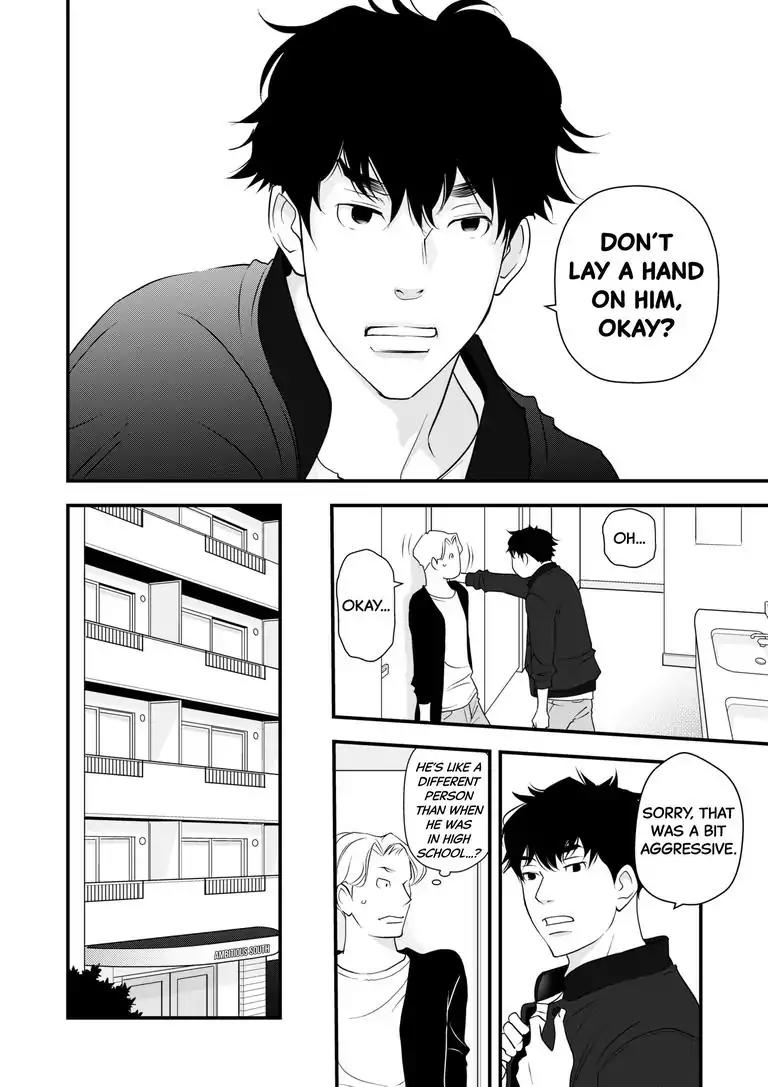 DON'T
LAY A HAND
ON HIM,
OKAY?
OH...
OKAY...
SORRY, THAT
WAS A BIT
AGGRESSIVE.
HE'S LIKE A
DIFFERENT
PERSON
THAN WHEN
HE WAS
IN HIGH
SCHOOL...?
AMBITIOUS SOUTH